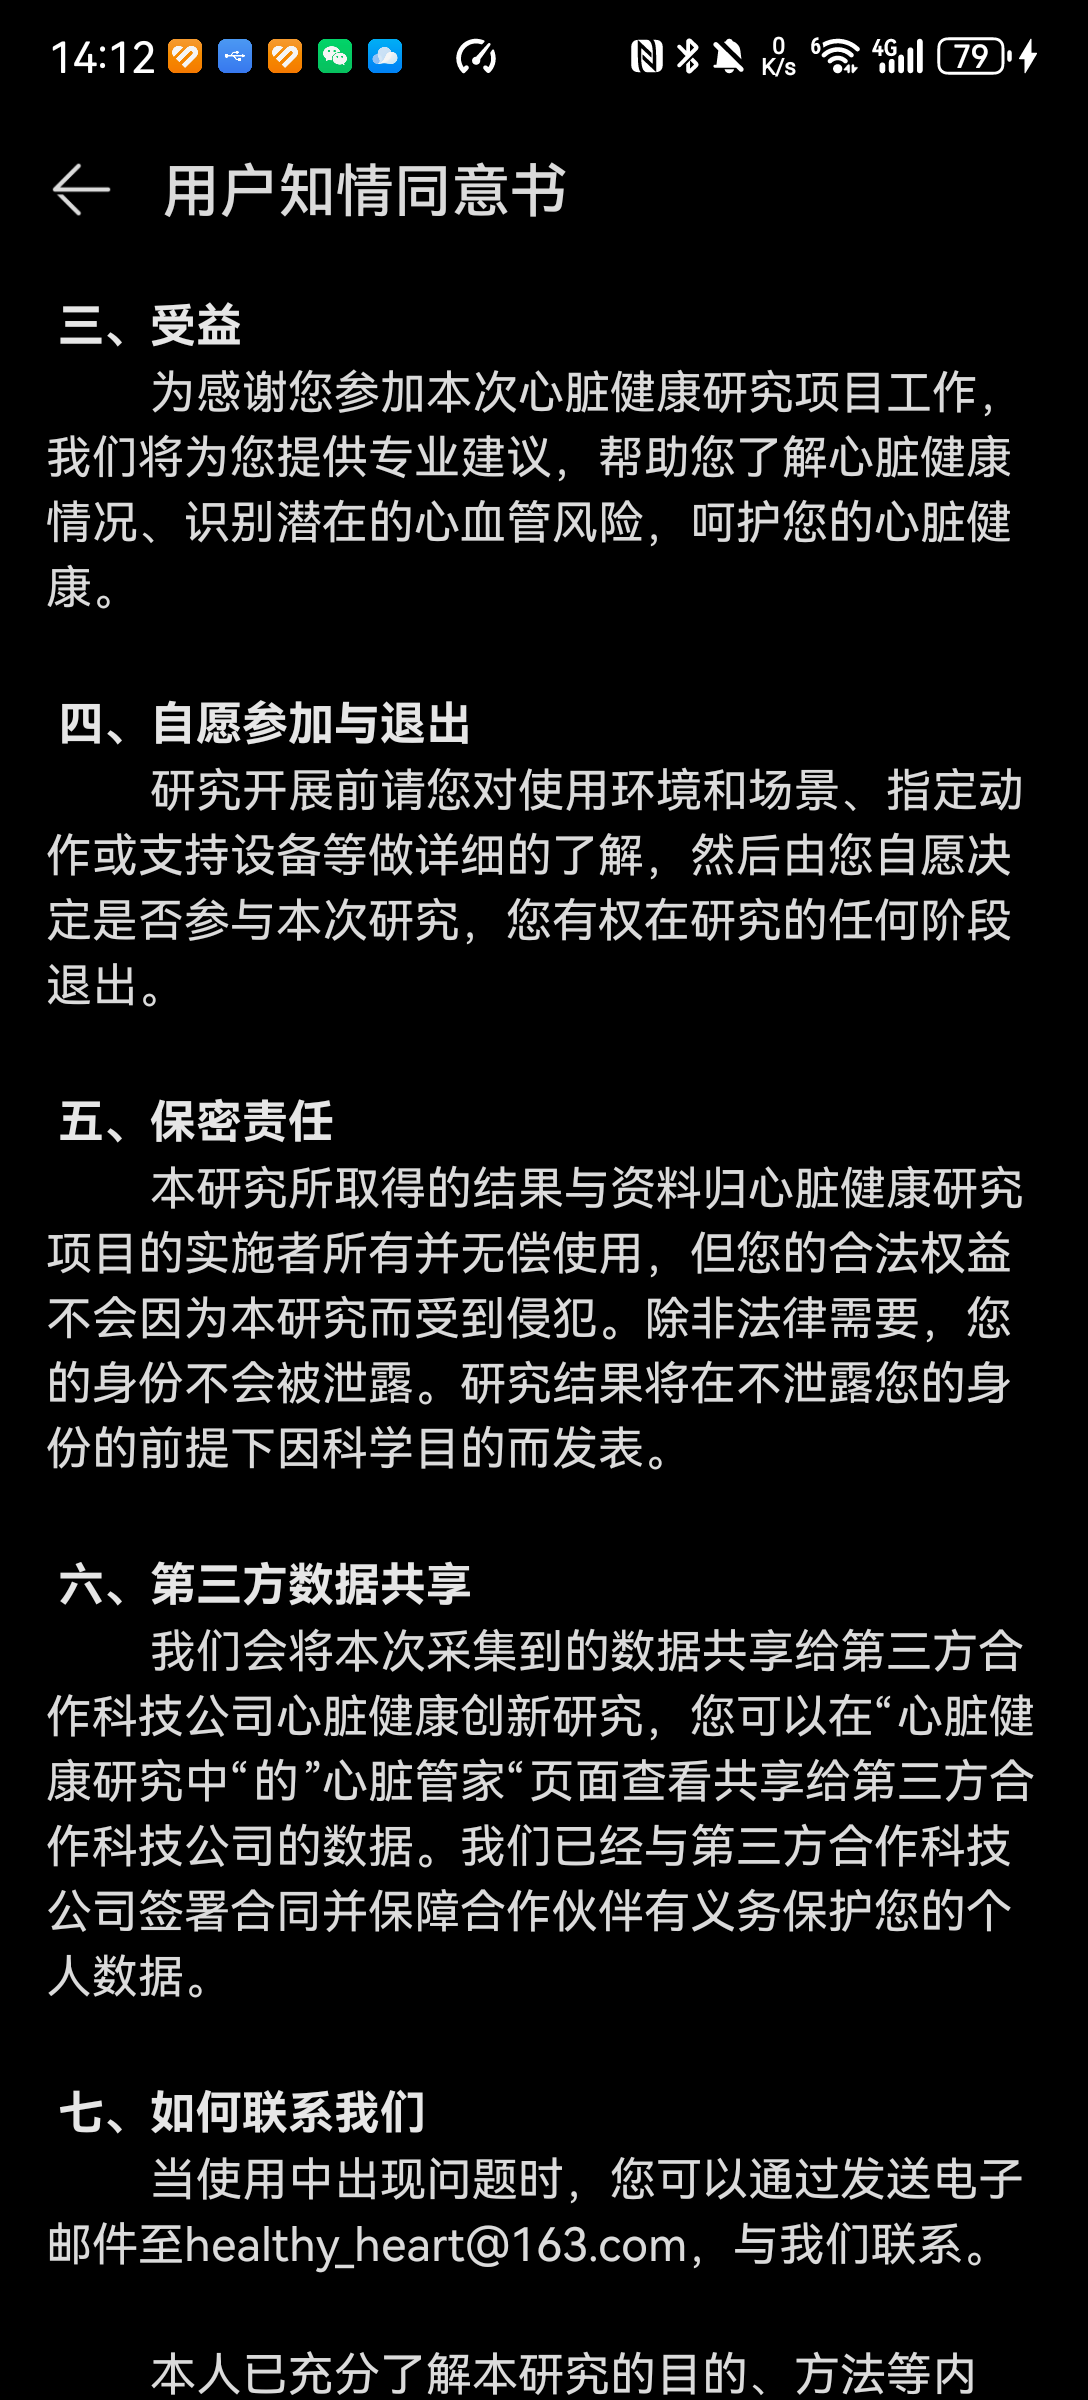 14:12
0 K/s
6
4G
79
用户知情同意书
三、受益
为感谢您参加本次心脏健康研究项目工作，
我们将为您提供专业建议，帮助您了解心脏健康
情况、识别潜在的心血管风险，呵护您的心脏健
康。
四、自愿参加与退出
研究开展前请您对使用环境和场景、指定动
作或支持设备等做详细的了解，然后由您自愿决
定是否参与本次研究，您有权在研究的任何阶段
退出。
五、保密责任
本研究所取得的结果与资料归心脏健康研究
项目的实施者所有并无偿使用，但您的合法权益
不会因为本研究而受到侵犯。除非法律需要，您
的身份不会被泄露。研究结果将在不泄露您的身
份的前提下因科学目的而发表。
六、第三方数据共享
我们会将本次采集到的数据共享给第三方合
作科技公司心脏健康创新研究，您可以在“心脏健
康研究中“的”心脏管家“页面查看共享给第三方合
作科技公司的数据。我们已经与第三方合作科技
公司签署合同并保障合作伙伴有义务保护您的个
人数据。
七、如何联系我们
当使用中出现问题时，您可以通过发送电子
邮件至healthy_heart@163.com，与我们联系。
本人已充分了解本研究的目的、方法等内